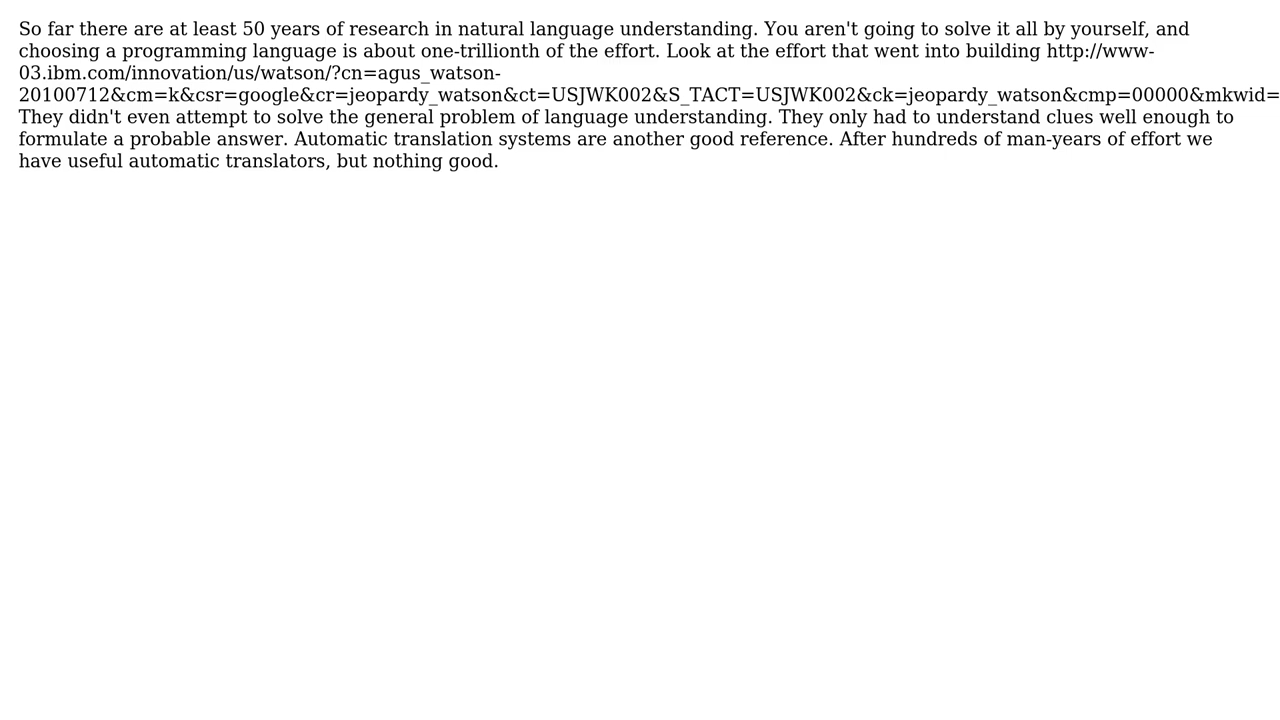 So far there are at least 50 years of research in natural language understanding. You aren't going to solve it all by yourself, and
choosing a programming language is about one-trillionth of the effort. Look at the effort that went into building http://www-
03.ibm.com/innovation/us/watson/?cn=agus_watson-
20100712&cm=k&csr=google&cr=jeopardy_watson&ct=USJWK002&S_TACT=USJWK002&ck=jeopardy_watson&cmp=00000&mkwid=
They didn't even attempt to solve the general problem of language understanding. They only had to understand clues well enough to
formulate a probable answer. Automatic translation systems are another good reference. After hundreds of man-years of effort we
have useful automatic translators, but nothing good.